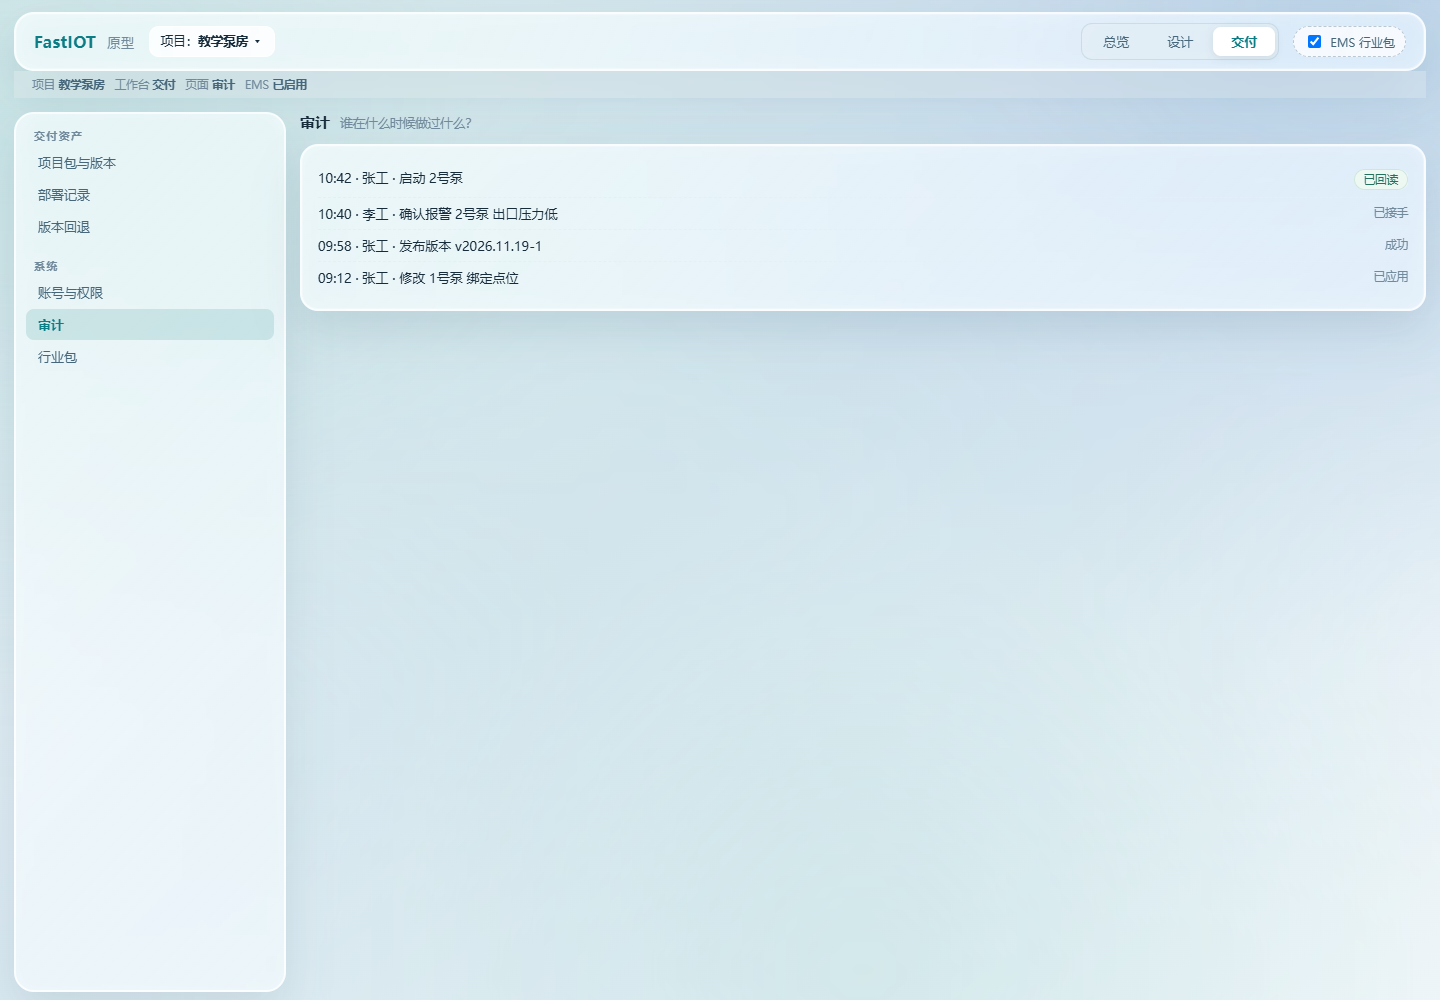 FastIOT 原型 项目：教学泵房 总览 设计 交付 EMS 行业包
项目 教学泵房 工作台 交付 页面 审计 EMS 已启用
交付资产
项目包与版本
部署记录
版本回退
系统
账号与权限
审计
行业包
审计 谁在什么时候做过什么？
10:42 · 张工 · 启动 2号泵 已回读
10:40 · 李工 · 确认报警 2号泵 出口压力低 已接手
09:58 · 张工 · 发布版本 v2026.11.19-1 成功
09:12 · 张工 · 修改 1号泵 绑定点位 已应用